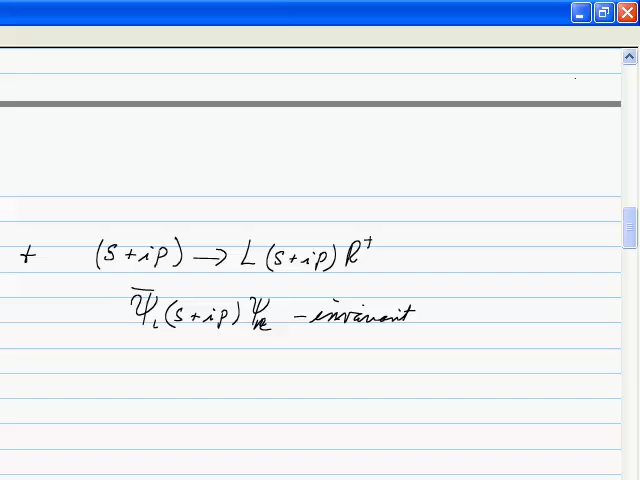 + (s+ip) → L (s+ip) R†
ψ̄_L (s+ip) ψ_R – invariant